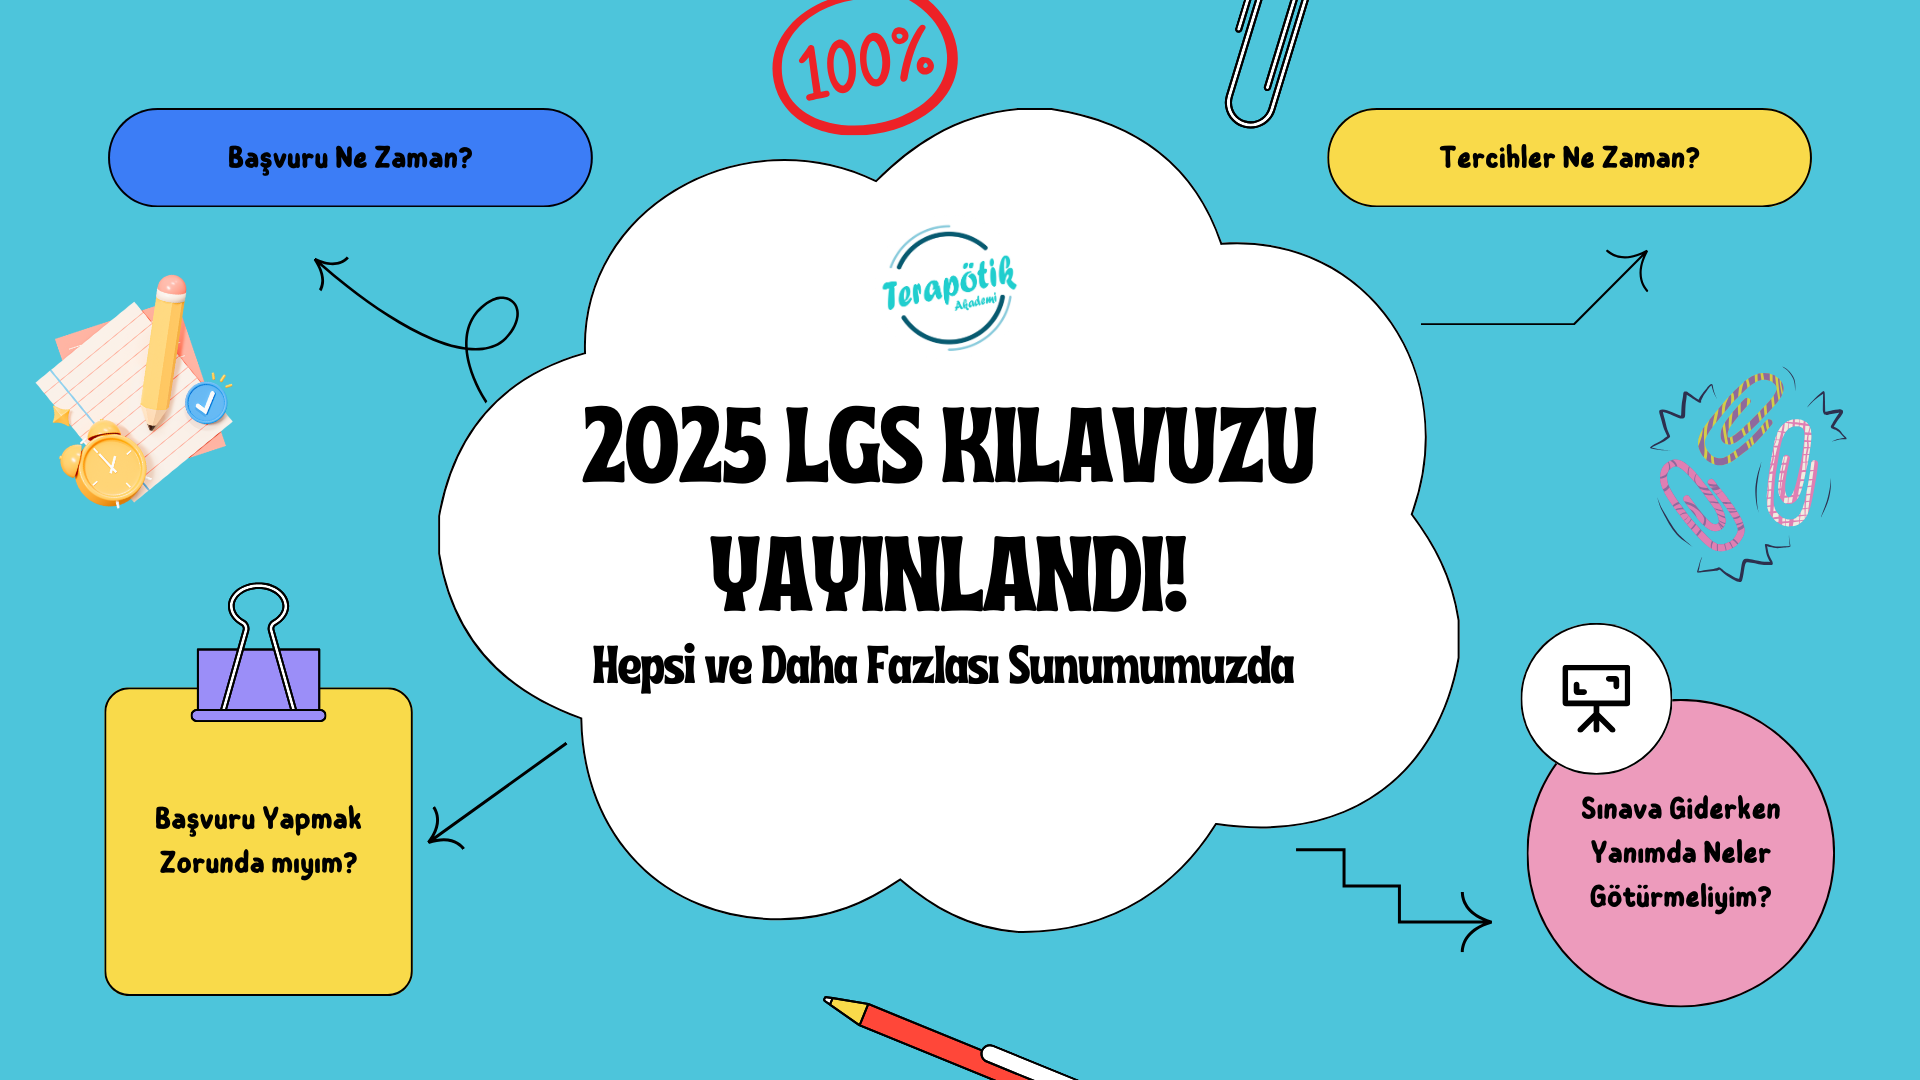 100%
Başvuru Ne Zaman?
Tercihler Ne Zaman?
Terapötik
Akademi
2025 LGS KILAVUZU
YAYINLANDI!
Hepsi ve Daha Fazlası Sunumumuzda
Başvuru Yapmak
Zorunda mıyım?
Sınava Giderken
Yanımda Neler
Götürmeliyim?